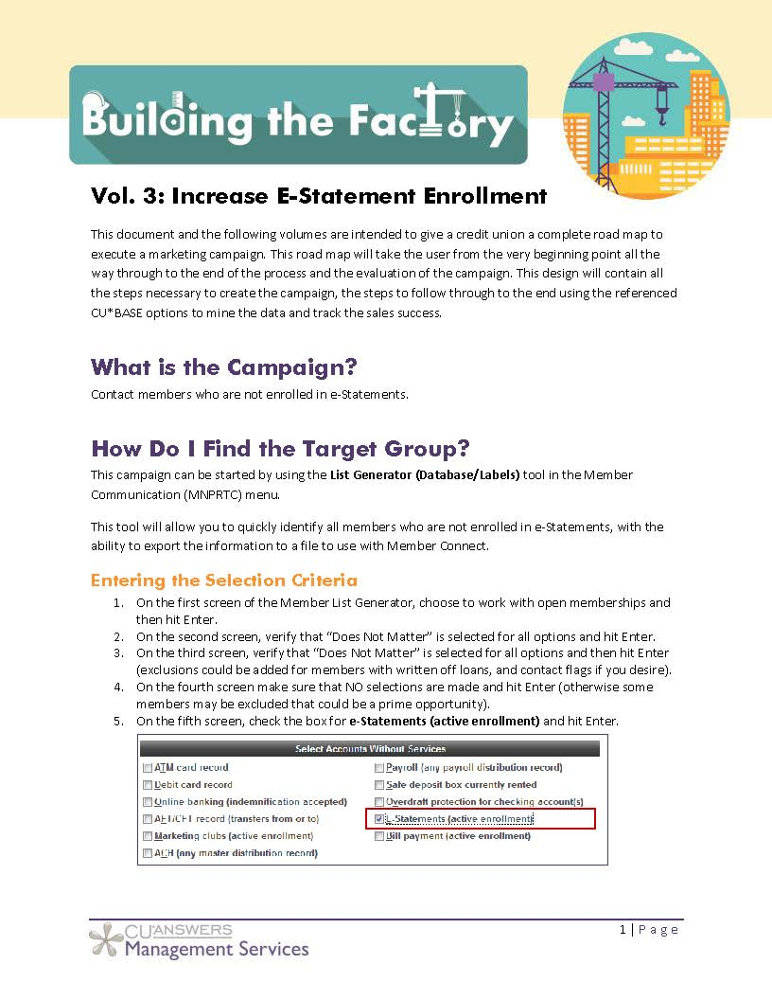 Building the Factory
Vol. 3: Increase E-Statement Enrollment
This document and the following volumes are intended to give a credit union a complete road map to
execute a marketing campaign. This road map will take the user from the very beginning point all the
way through to the end of the process and the evaluation of the campaign. This design will contain all
the steps necessary to create the campaign, the steps to follow through to the end using the referenced
CU*BASE options to mine the data and track the sales success.
What is the Campaign?
Contact members who are not enrolled in e-Statements.
How Do I Find the Target Group?
This campaign can be started by using the List Generator (Database/Labels) tool in the Member
Communication (MNPRTC) menu.
This tool will allow you to quickly identify all members who are not enrolled in e-Statements, with the
ability to export the information to a file to use with Member Connect.
Entering the Selection Criteria
1. On the first screen of the Member List Generator, choose to work with open memberships and
then hit Enter.
2. On the second screen, verify that “Does Not Matter” is selected for all options and hit Enter.
3. On the third screen, verify that “Does Not Matter” is selected for all options and then hit Enter
(exclusions could be added for members with written off loans, and contact flags if you desire).
4. On the fourth screen make sure that NO selections are made and hit Enter (otherwise some
members may be excluded that could be a prime opportunity).
5. On the fifth screen, check the box for e-Statements (active enrollment) and hit Enter.
Select Accounts Without Services
ATM card record
Debit card record
Online banking (indemnification accepted)
AFT/CFT record (transfers from or to)
Marketing clubs (active enrollment)
ACH (any master distribution record)
Payroll (any payroll distribution record)
Safe deposit box currently rented
Overdraft protection for checking account(s)
E-Statements (active enrollment)
Bill payment (active enrollment)
CU*ANSWERS
Management Services
1 | Page